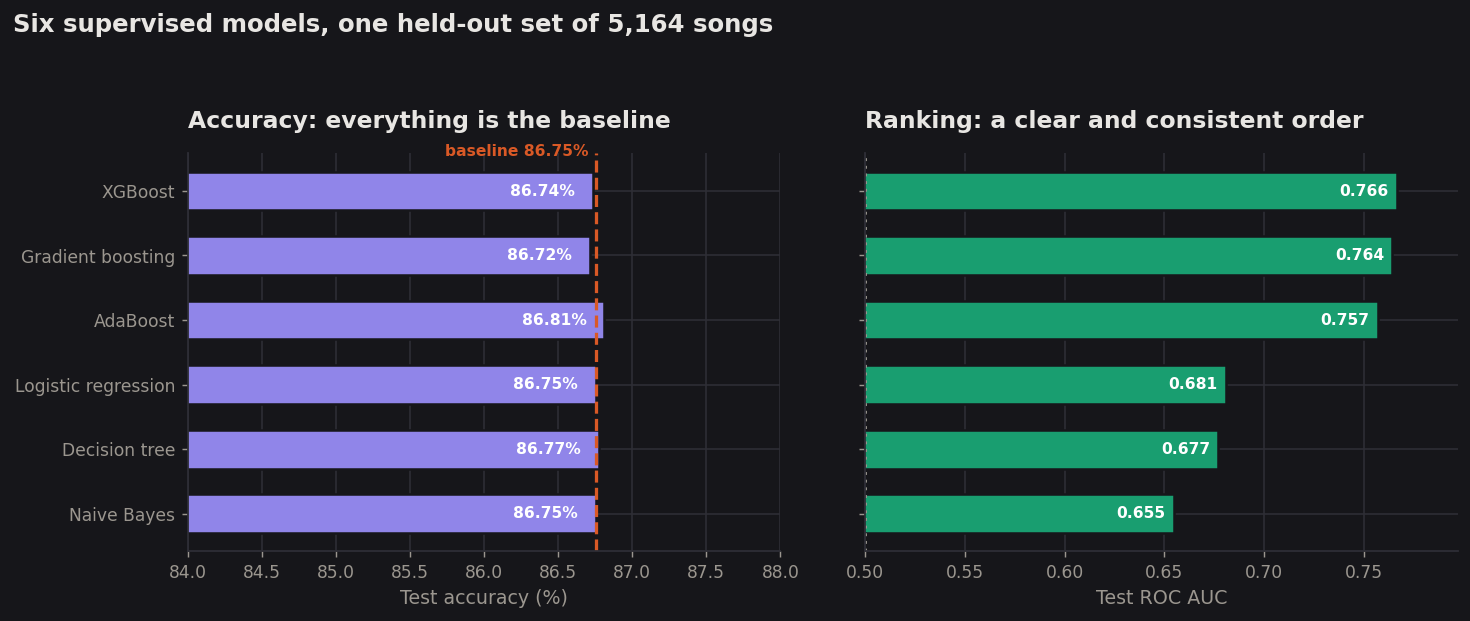 Six supervised models, one held-out set of 5,164 songs
Accuracy: everything is the baseline
baseline 86.75%
XGBoost 86.74%
Gradient boosting 86.72%
AdaBoost 86.81%
Logistic regression 86.75%
Decision tree 86.77%
Naive Bayes 86.75%
84.0 84.5 85.0 85.5 86.0 86.5 87.0 87.5 88.0
Test accuracy (%)
Ranking: a clear and consistent order
0.766
0.764
0.757
0.681
0.677
0.655
0.50 0.55 0.60 0.65 0.70 0.75
Test ROC AUC